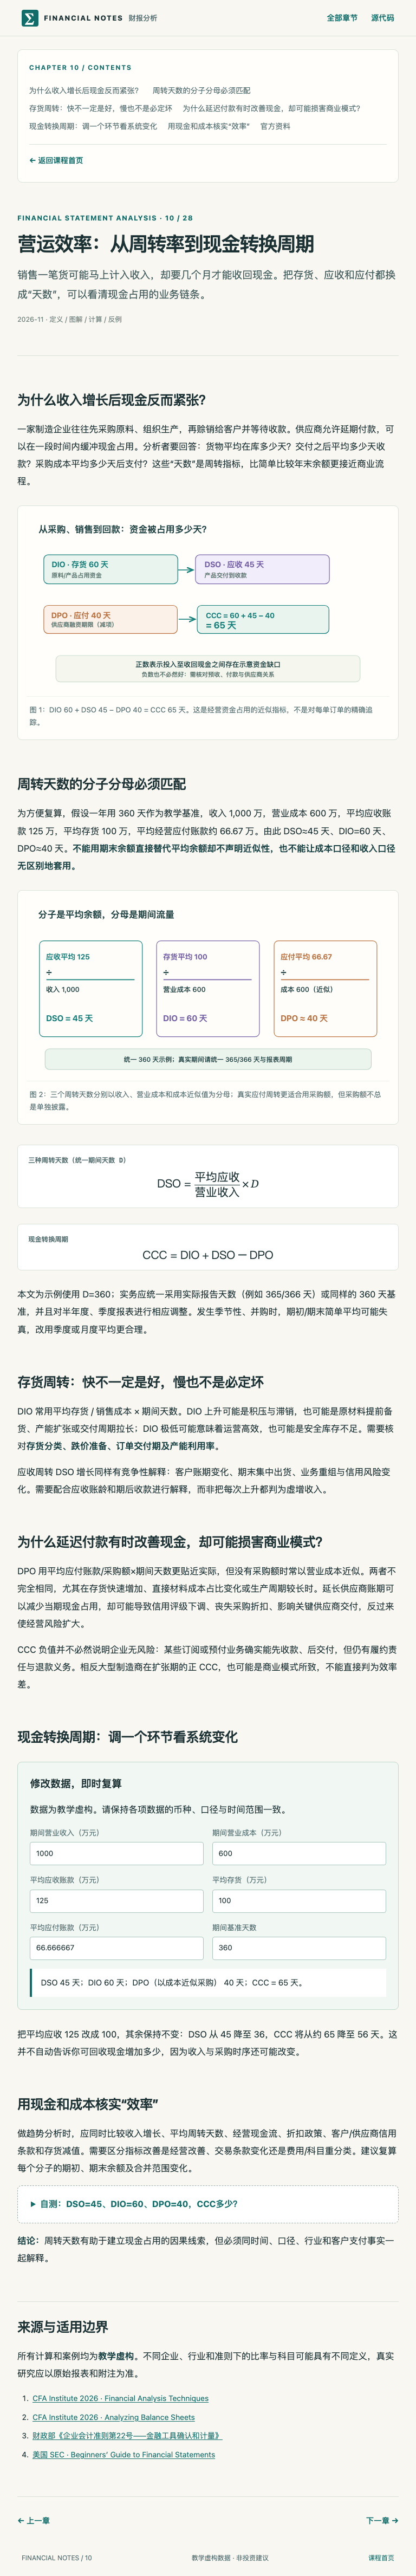 Σ FINANCIAL NOTES 财报分析
全部章节 源代码
CHAPTER 10 / CONTENTS
为什么收入增长后现金反而紧张？ 周转天数的分子分母必须匹配
存货周转：快不一定是好，慢也不是必定坏 为什么延迟付款有时改善现金，却可能损害商业模式？
现金转换周期：调一个环节看系统变化 用现金和成本核实“效率” 官方资料
← 返回课程首页
FINANCIAL STATEMENT ANALYSIS · 10 / 28
营运效率：从周转率到现金转换周期
销售一笔货可能马上计入收入，却要几个月才能收回现金。把存货、应收和应付都换
成“天数”，可以看清现金占用的业务链条。
2026-11 · 定义 / 图解 / 计算 / 反例
为什么收入增长后现金反而紧张？
一家制造企业往往先采购原料、组织生产，再赊销给客户并等待收款。供应商允许延期付款，可
以在一段时间内缓冲现金占用。分析者要回答：货物平均在库多少天？交付之后平均多少天收
款？采购成本平均多少天后支付？这些“天数”是周转指标，比简单比较年末余额更接近商业流
程。
从采购、销售到回款：资金被占用多少天？
DIO · 存货 60 天
原料/产品占用资金
DSO · 应收 45 天
产品交付到收款
DPO · 应付 40 天
供应商融资期限（减项）
CCC = 60 + 45 − 40
= 65 天
正数表示投入至收回现金之间存在示意资金缺口
负数也不必然好：需核对预收、付款与供应商关系
图 1：DIO 60 + DSO 45 − DPO 40 = CCC 65 天。这是经营资金占用的近似指标，不是对每单订单的精确追
踪。
周转天数的分子分母必须匹配
为方便复算，假设一年用 360 天作为教学基准，收入 1,000 万，营业成本 600 万，平均应收账
款 125 万，平均存货 100 万，平均经营应付账款约 66.67 万。由此 DSO≈45 天、DIO=60 天、
DPO≈40 天。不能用期末余额直接替代平均余额却不声明近似性，也不能让成本口径和收入口径
无区别地套用。
分子是平均余额，分母是期间流量
应收平均 125
÷
收入 1,000
DSO = 45 天
存货平均 100
÷
营业成本 600
DIO = 60 天
应付平均 66.67
÷
成本 600（近似）
DPO ≈ 40 天
统一 360 天示例；真实期间请统一 365/366 天与报表周期
图 2：三个周转天数分别以收入、营业成本和成本近似值为分母；真实应付周转更适合用采购额，但采购额不总
是单独披露。
三种周转天数（统一期间天数 D）
DSO = 平均应收 / 营业收入 × D
现金转换周期
CCC = DIO + DSO − DPO
本文为示例使用 D=360；实务应统一采用实际报告天数（例如 365/366 天）或同样的 360 天基
准，并且对半年度、季度报表进行相应调整。发生季节性、并购时，期初/期末简单平均可能失
真，改用季度或月度平均更合理。
存货周转：快不一定是好，慢也不是必定坏
DIO 常用平均存货 / 销售成本 × 期间天数。DIO 上升可能是积压与滞销，也可能是原材料提前备
货、产能扩张或交付周期拉长；DIO 极低可能意味着运营高效，也可能是安全库存不足。需要核
对存货分类、跌价准备、订单交付期及产能利用率。
应收周转 DSO 增长同样有竞争性解释：客户账期变化、期末集中出货、业务重组与信用风险变
化。需要配合应收账龄和期后收款进行解释，而非把每次上升都判为虚增收入。
为什么延迟付款有时改善现金，却可能损害商业模式？
DPO 用平均应付账款/采购额×期间天数更贴近实际，但没有采购额时常以营业成本近似。两者不
完全相同，尤其在存货快速增加、直接材料成本占比变化或生产周期较长时。延长供应商账期可
以减少当期现金占用，却可能导致信用评级下调、丧失采购折扣、影响关键供应商交付，反过来
使经营风险扩大。
CCC 负值并不必然说明企业无风险：某些订阅或预付业务确实能先收款、后交付，但仍有履约责
任与退款义务。相反大型制造商在扩张期的正 CCC，也可能是商业模式所致，不能直接判为效率
差。
现金转换周期：调一个环节看系统变化
修改数据，即时复算
数据为教学虚构。请保持各项数据的币种、口径与时间范围一致。
期间营业收入（万元） 期间营业成本（万元）
1000 600
平均应收账款（万元） 平均存货（万元）
125 100
平均应付账款（万元） 期间基准天数
66.666667 360
DSO 45 天；DIO 60 天；DPO（以成本近似采购） 40 天；CCC = 65 天。
把平均应收 125 改成 100，其余保持不变：DSO 从 45 降至 36，CCC 将从约 65 降至 56 天。这
并不自动告诉你可回收现金增加多少，因为收入与采购时序还可能改变。
用现金和成本核实“效率”
做趋势分析时，应同时比较收入增长、平均周转天数、经营现金流、折扣政策、客户/供应商信用
条款和存货减值。需要区分指标改善是经营改善、交易条款变化还是费用/科目重分类。建议复算
每个分子的期初、期末余额及合并范围变化。
▶ 自测：DSO=45、DIO=60、DPO=40，CCC多少？
结论：周转天数有助于建立现金占用的因果线索，但必须同时间、口径、行业和客户支付事实一
起解释。
来源与适用边界
所有计算和案例均为教学虚构。不同企业、行业和准则下的比率与科目可能具有不同定义，真实
研究应以原始报表和附注为准。
1. CFA Institute 2026 · Financial Analysis Techniques
2. CFA Institute 2026 · Analyzing Balance Sheets
3. 财政部《企业会计准则第22号——金融工具确认和计量》
4. 美国 SEC · Beginners' Guide to Financial Statements
← 上一章 下一章 →
FINANCIAL NOTES / 10 教学虚构数据 · 非投资建议 课程首页